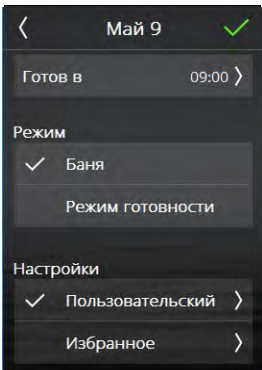 Май 9
Готов в 09:00
Режим
Баня
Режим готовности
Настройки
Пользовательский
Избранное